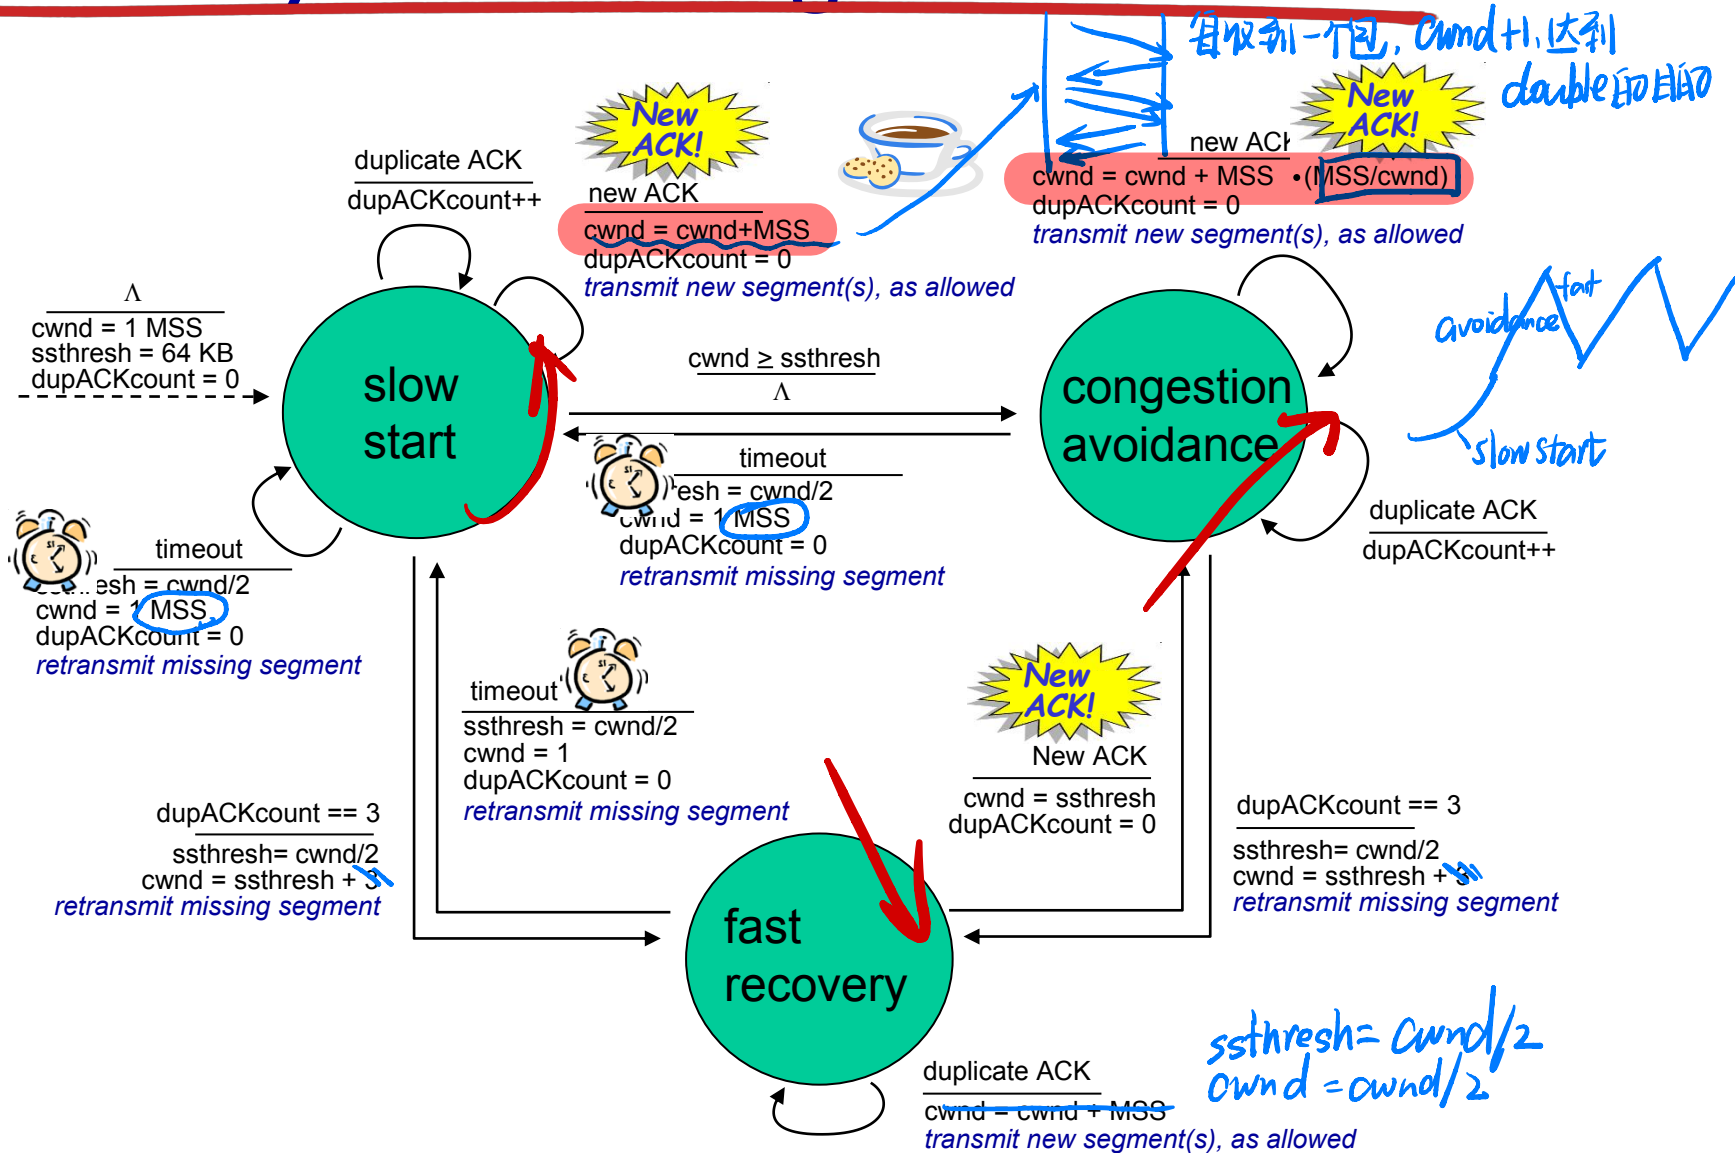 每收到一个包, cwnd+1, 达到
double的目的
New
ACK!
New
ACK!
duplicate ACK
dupACKcount++
new ACK
cwnd = cwnd+MSS
dupACKcount = 0
transmit new segment(s), as allowed
new ACK
cwnd = cwnd + MSS •(MSS/cwnd)
dupACKcount = 0
transmit new segment(s), as allowed
Λ
cwnd = 1 MSS
ssthresh = 64 KB
dupACKcount = 0
slow
start
cwnd ≥ ssthresh
Λ
congestion
avoidance
avoidance
fast
slow start
timeout
esh = cwnd/2
cwnd = 1 MSS
dupACKcount = 0
retransmit missing segment
duplicate ACK
dupACKcount++
timeout
esh = cwnd/2
cwnd = 1 MSS
dupACKcount = 0
retransmit missing segment
timeout
ssthresh = cwnd/2
cwnd = 1
dupACKcount = 0
retransmit missing segment
New
ACK!
New ACK
cwnd = ssthresh
dupACKcount = 0
dupACKcount == 3
ssthresh= cwnd/2
cwnd = ssthresh + 3
retransmit missing segment
dupACKcount == 3
ssthresh= cwnd/2
cwnd = ssthresh + 3
retransmit missing segment
fast
recovery
duplicate ACK
cwnd = cwnd + MSS
transmit new segment(s), as allowed
ssthresh= cwnd/2
cwnd = cwnd/2